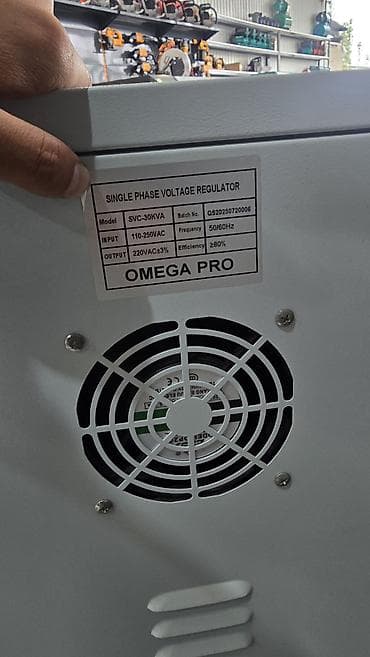 SINGLE PHASE VOLTAGE REGULATOR
Model SVC-30KVA Batch No. GS20250720006
INPUT 110-250VAC Frequency 50/60Hz
OUTPUT 220VAC±3% Efficiency ≥80%
OMEGA PRO